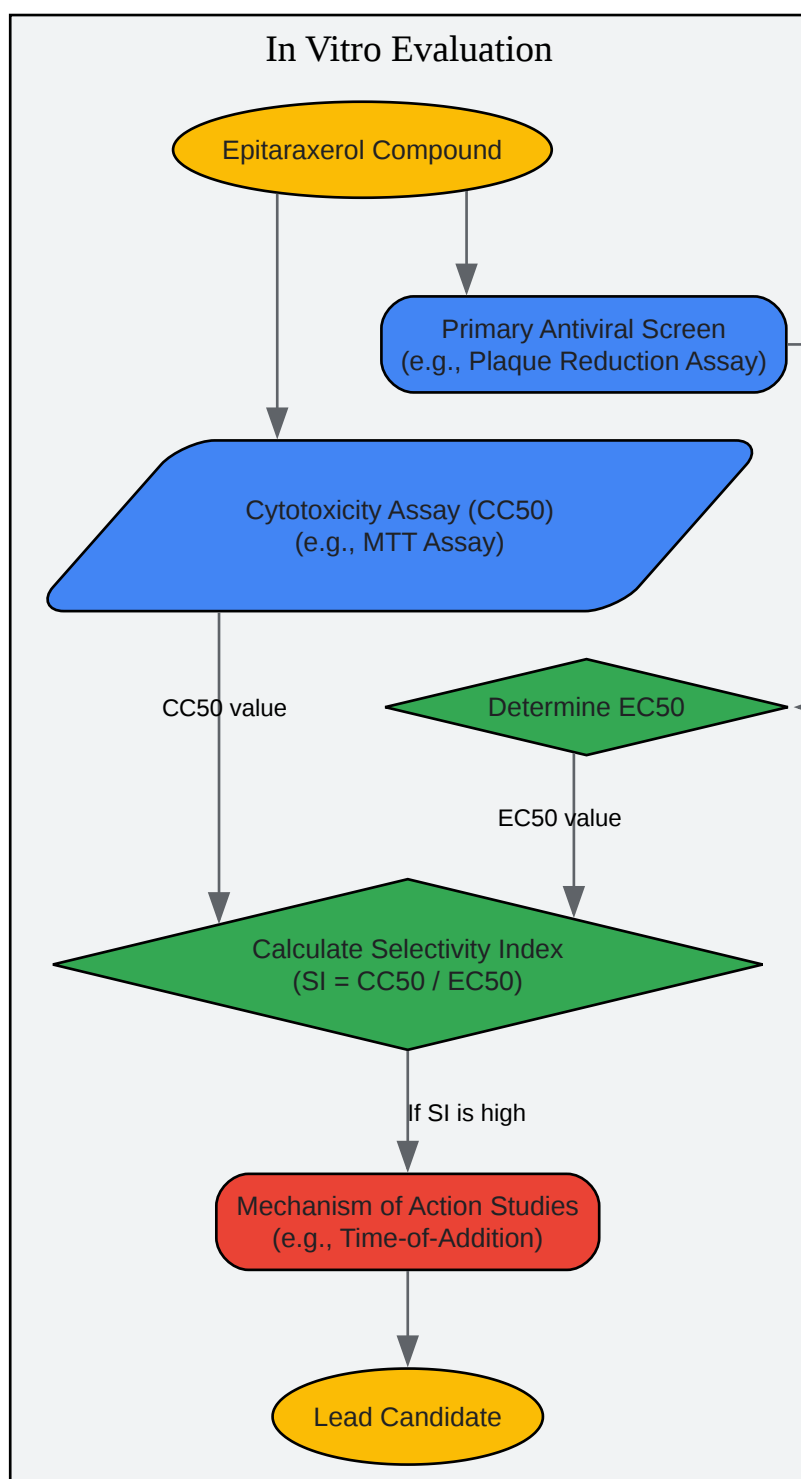 In Vitro Evaluation
Epitaraxerol Compound
Primary Antiviral Screen
(e.g., Plaque Reduction Assay)
Cytotoxicity Assay (CC50)
(e.g., MTT Assay)
CC50 value
Determine EC50
EC50 value
Calculate Selectivity Index
(SI = CC50 / EC50)
If SI is high
Mechanism of Action Studies
(e.g., Time-of-Addition)
Lead Candidate